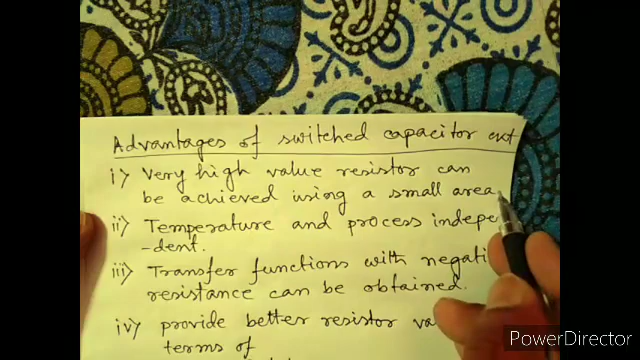 Advantages of switched capacitor ckt
i) Very high value resistor can
be achieved using a small area
ii) Temperature and process indepe
-dent.
iii) Transfer functions with negati
resistance can be obtained.
iv) provide better resistor va
terms of
PowerDirector